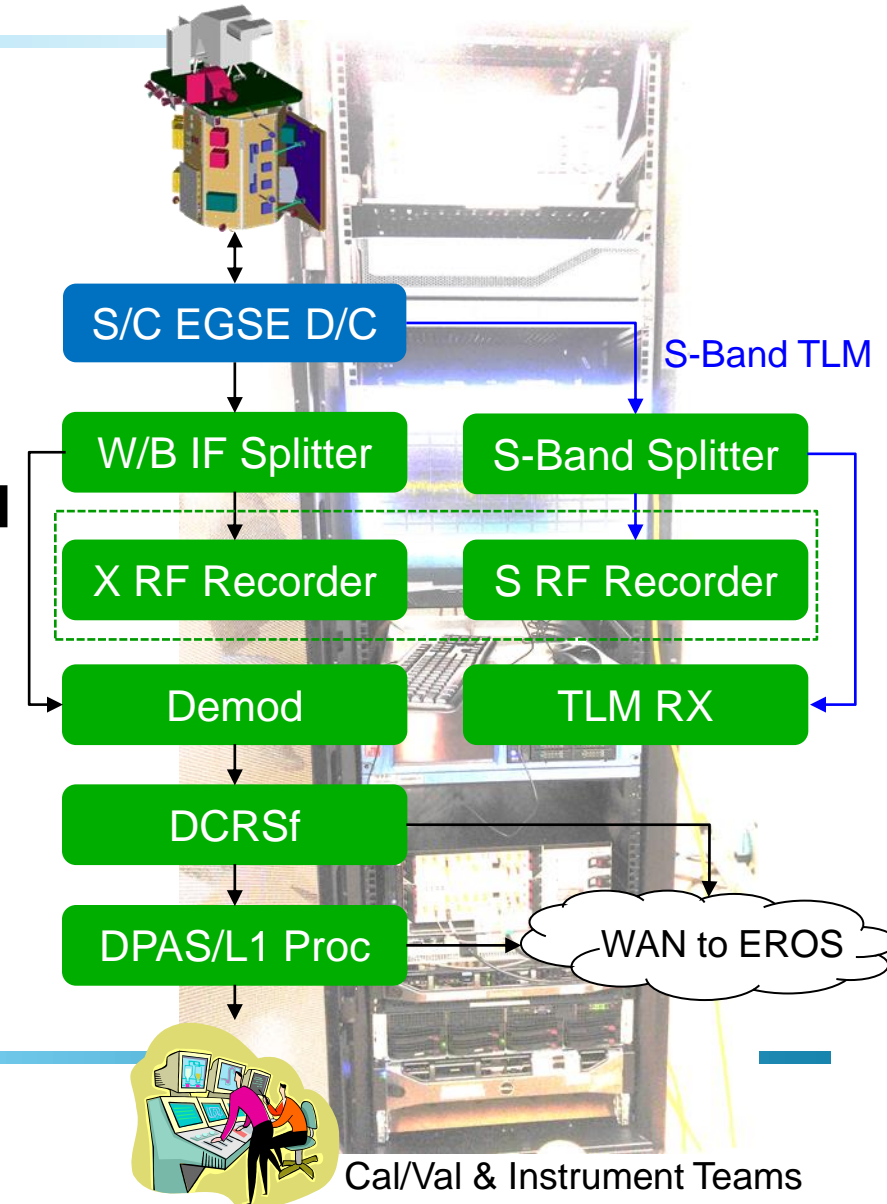 S/C EGSE D/C
S-Band TLM
W/B IF Splitter
S-Band Splitter
X RF Recorder
S RF Recorder
Demod
TLM RX
DCRSf
DPAS/L1 Proc
WAN to EROS
Cal/Val & Instrument Teams